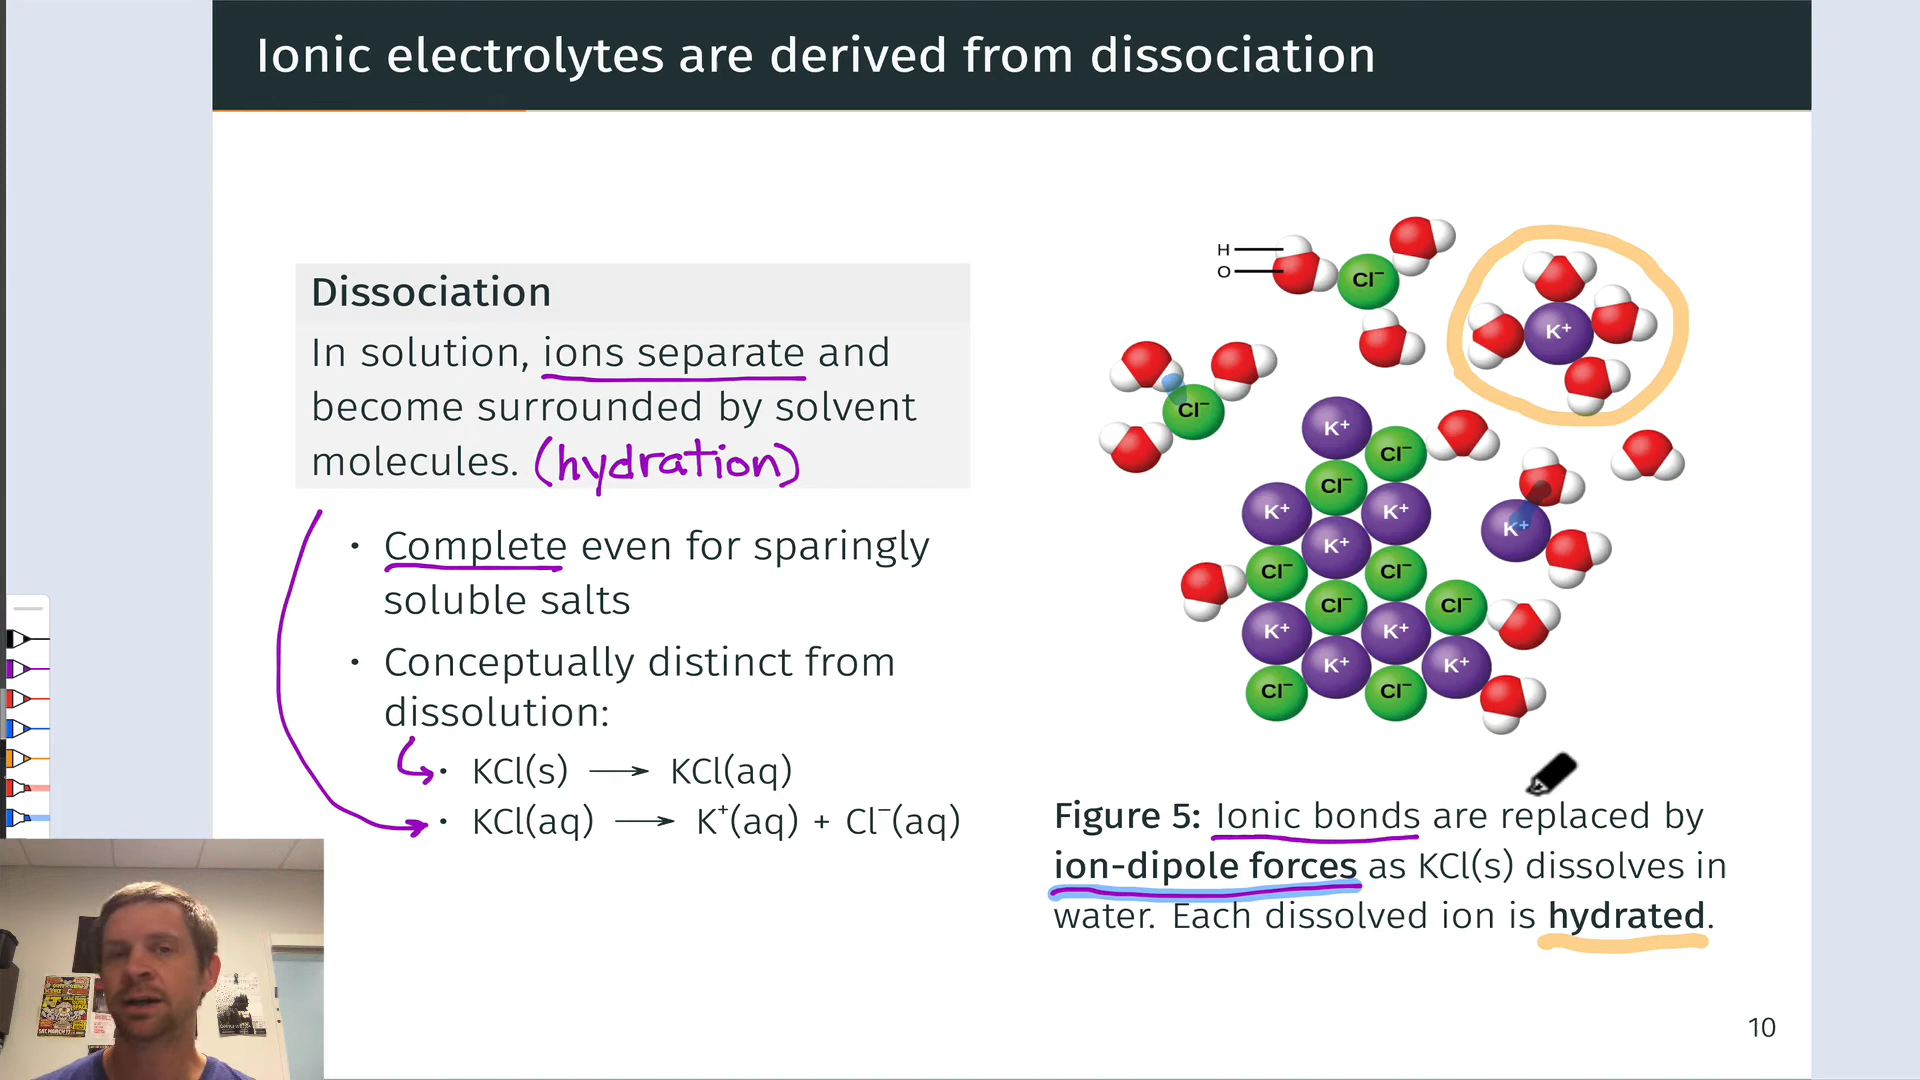 Ionic electrolytes are derived from dissociation
Dissociation
In solution, ions separate and
become surrounded by solvent
molecules. (hydration)
· Complete even for sparingly
soluble salts
· Conceptually distinct from
dissolution:
· KCl(s) ⟶ KCl(aq)
· KCl(aq) ⟶ K⁺(aq) + Cl⁻(aq)
H
O
Cl⁻
K⁺
Cl⁻
K⁺
Cl⁻
Cl⁻
K⁺
K⁺
K⁺
K⁺
Cl⁻
Cl⁻
Cl⁻
Cl⁻
K⁺
K⁺
K⁺
K⁺
Cl⁻
Cl⁻
Figure 5: Ionic bonds are replaced by
ion-dipole forces as KCl(s) dissolves in
water. Each dissolved ion is hydrated.
10